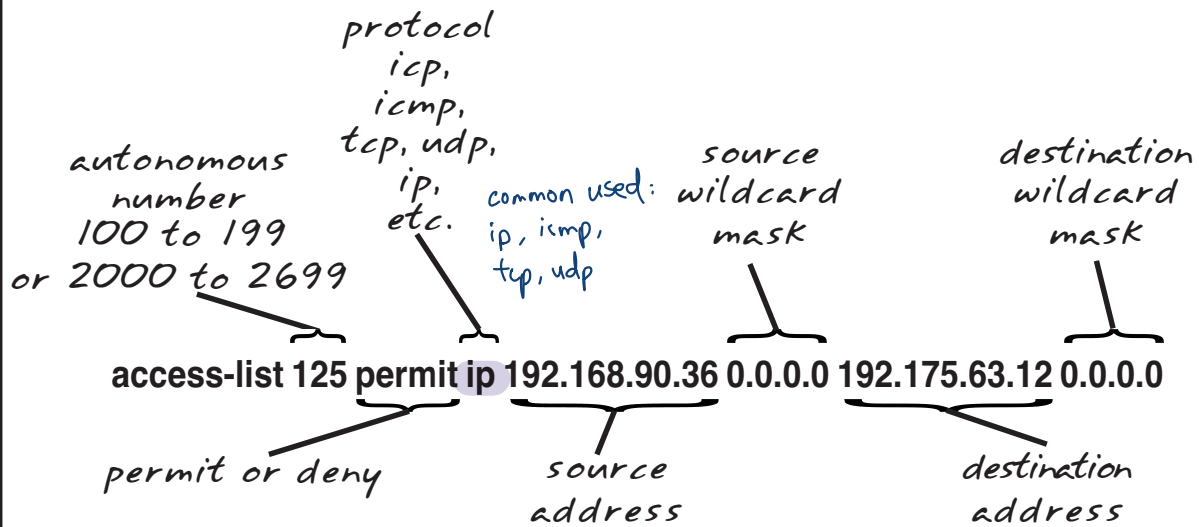 protocol
icp,
icmp,
tcp, udp,
ip,
etc.
autonomous
number
100 to 199
or 2000 to 2699
common used:
ip, icmp,
tcp, udp
source
wildcard
mask
destination
wildcard
mask
access-list 125 permit ip 192.168.90.36 0.0.0.0 192.175.63.12 0.0.0.0
permit or deny
source
address
destination
address